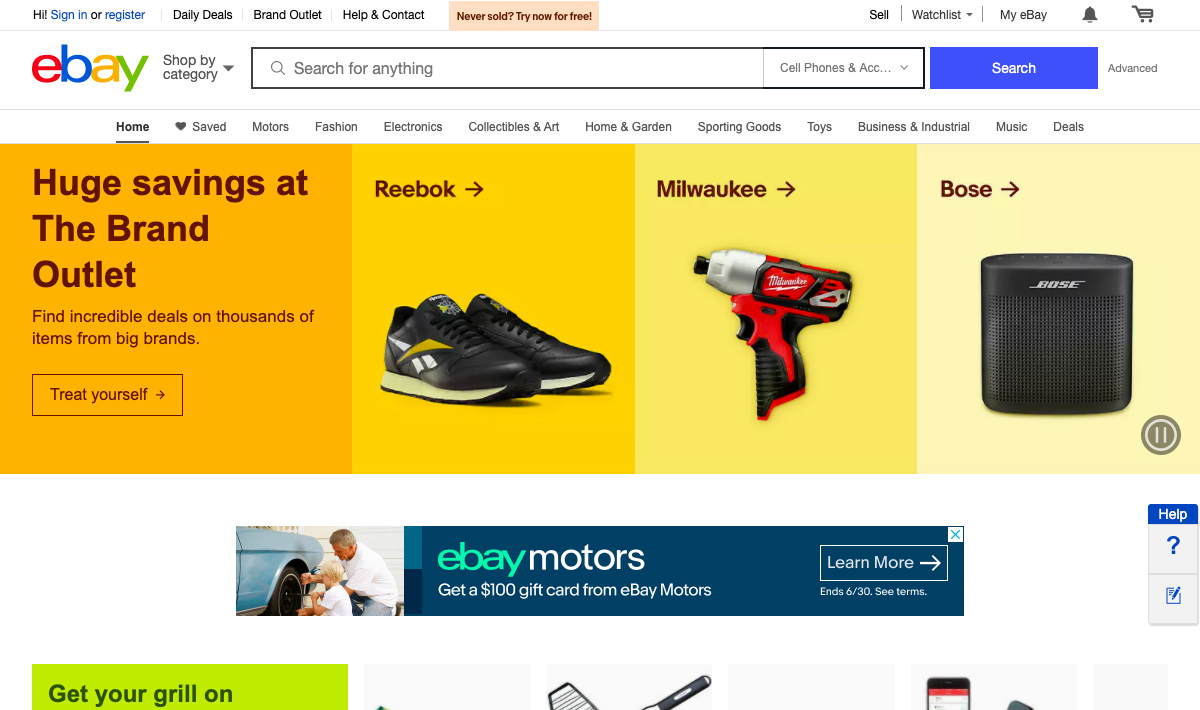 Hi! Sign in or register
Daily Deals
Brand Outlet
Help & Contact
Never sold? Try now for free!
Sell
Watchlist
My eBay
ebay
Shop by
category
Search for anything
Cell Phones & Acc...
Search
Advanced
Home
Saved
Motors
Fashion
Electronics
Collectibles & Art
Home & Garden
Sporting Goods
Toys
Business & Industrial
Music
Deals
Huge savings at
The Brand
Outlet
Find incredible deals on thousands of
items from big brands.
Treat yourself →
Reebok →
Milwaukee →
Milwaukee
Bose →
BOSE
Help
?
ebay motors
Get a $100 gift card from eBay Motors
Learn More →
Ends 6/30. See terms.
Get your grill on